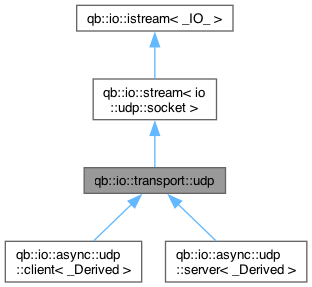 qb::io::istream< _IO_ >
qb::io::stream< io
::udp::socket >
qb::io::transport::udp
qb::io::async::udp
::client< _Derived >
qb::io::async::udp
::server< _Derived >